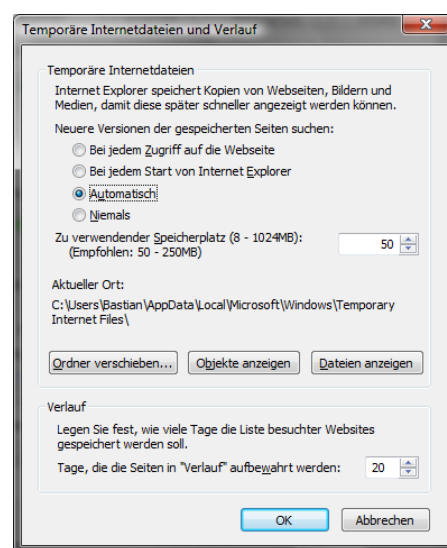 Temporäre Internetdateien und Verlauf
Temporäre Internetdateien
Internet Explorer speichert Kopien von Webseiten, Bildern und
Medien, damit diese später schneller angezeigt werden können.
Neuere Versionen der gespeicherten Seiten suchen:
Bei jedem Zugriff auf die Webseite
Bei jedem Start von Internet Explorer
Automatisch
Niemals
Zu verwendender Speicherplatz (8 - 1024MB):
50
(Empfohlen: 50 - 250MB)
Aktueller Ort:
C:\Users\Bastian\AppData\Local\Microsoft\Windows\Temporary
Internet Files\
Ordner verschieben... Objekte anzeigen Dateien anzeigen
Verlauf
Legen Sie fest, wie viele Tage die Liste besuchter Websites
gespeichert werden soll.
Tage, die die Seiten in "Verlauf" aufbewahrt werden: 20
OK Abbrechen